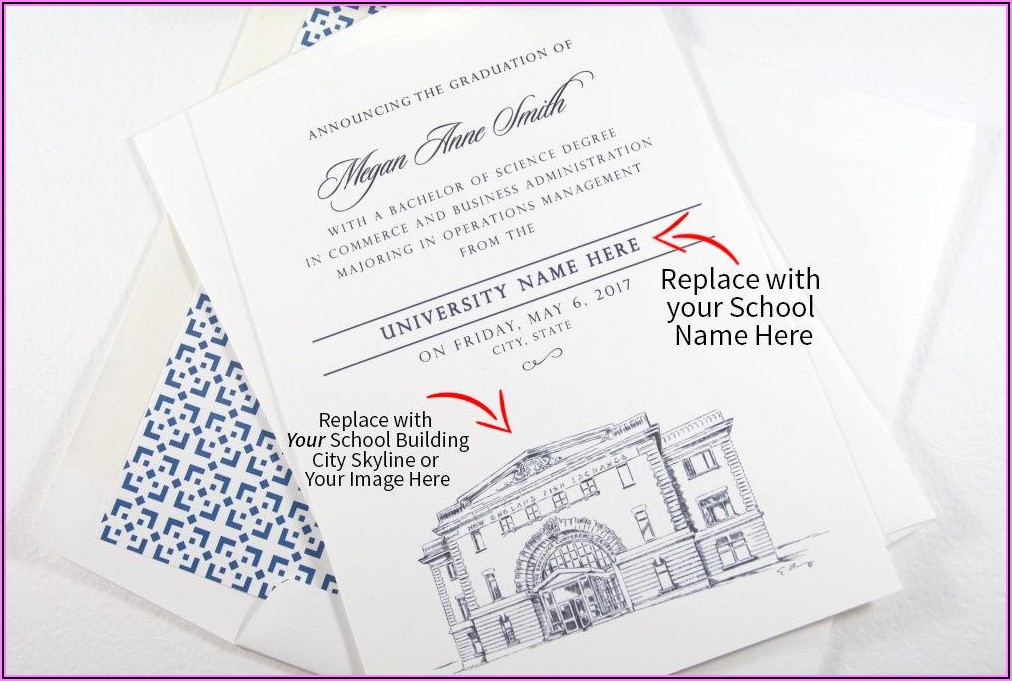 ANNOUNCING THE GRADUATION OF
Megan Anne Smith
WITH A BACHELOR OF SCIENCE DEGREE
IN COMMERCE AND BUSINESS ADMINISTRATION
MAJORING IN OPERATIONS MANAGEMENT
FROM THE
UNIVERSITY NAME HERE
ON FRIDAY, MAY 6, 2017
CITY, STATE
Replace with
your School
Name Here
Replace with
Your School Building
City Skyline or
Your Image Here
NEW ENGLAND FISH EXCHANGE